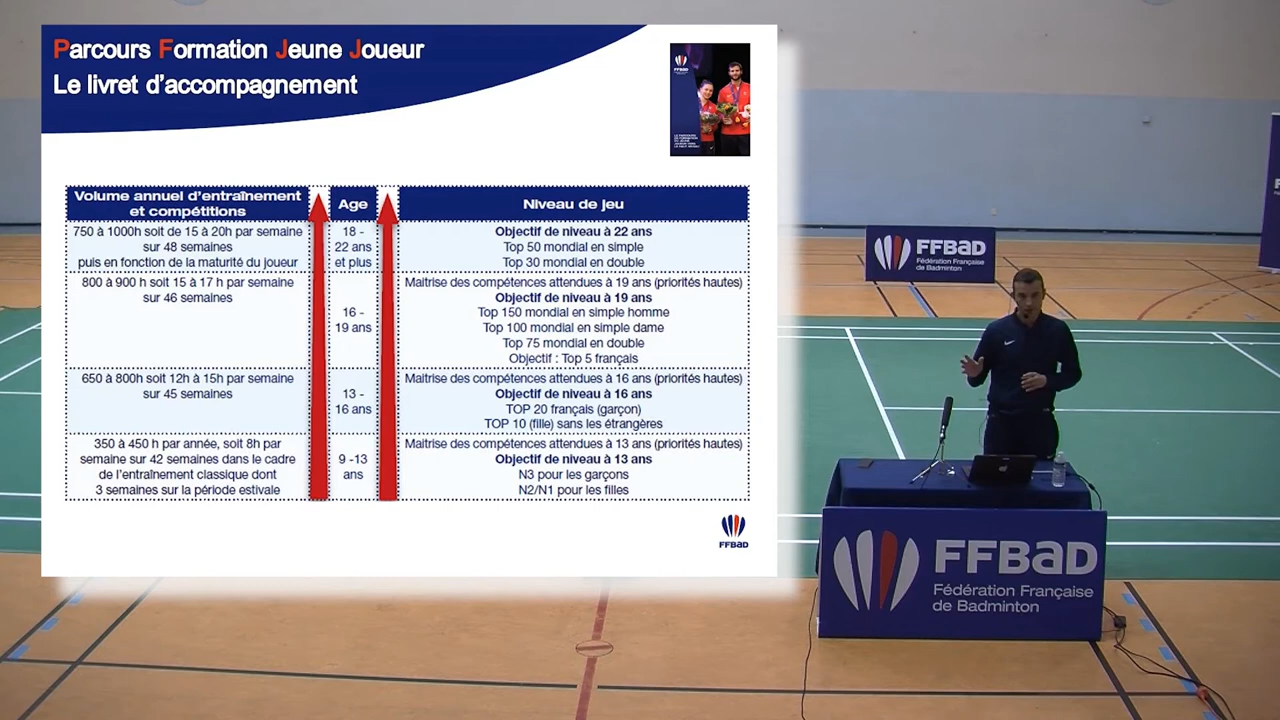 Parcours Formation Jeune Joueur
Le livret d'accompagnement
FFBaD
Volume annuel d'entraînement
et compétitions
Age
Niveau de jeu
750 à 1000h soit de 15 à 20h par semaine
sur 48 semaines
puis en fonction de la maturité du joueur
18 -
22 ans
et plus
Objectif de niveau à 22 ans
Top 50 mondial en simple
Top 30 mondial en double
800 à 900 h soit 15 à 17 h par semaine
sur 46 semaines
16 -
19 ans
Maitrise des compétences attendues à 19 ans (priorités hautes)
Objectif de niveau à 19 ans
Top 150 mondial en simple homme
Top 100 mondial en simple dame
Top 75 mondial en double
Objectif : Top 5 français
650 à 800h soit 12h à 15h par semaine
sur 45 semaines
13 -
16 ans
Maitrise des compétences attendues à 16 ans (priorités hautes)
Objectif de niveau à 16 ans
TOP 20 français (garçon)
TOP 10 (fille) sans les étrangères
350 à 450 h par année, soit 8h par
semaine sur 42 semaines dans le cadre
de l'entraînement classique dont
3 semaines sur la période estivale
9 -13
ans
Maitrise des compétences attendues à 13 ans (priorités hautes)
Objectif de niveau à 13 ans
N3 pour les garçons
N2/N1 pour les filles
FFBaD
FFBaD
Fédération Française
de Badminton
FFBaD
Fédération Française
de Badminton